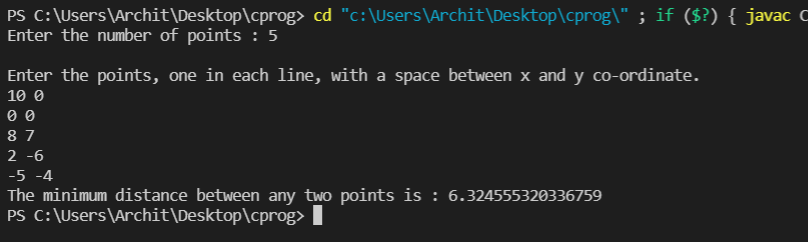 PS C:\Users\Archit\Desktop\cprog> cd "c:\Users\Archit\Desktop\cprog\" ; if ($?) { javac C
Enter the number of points : 5
Enter the points, one in each line, with a space between x and y co-ordinate.
10 0
0 0
8 7
2 -6
-5 -4
The minimum distance between any two points is : 6.324555320336759
PS C:\Users\Archit\Desktop\cprog>